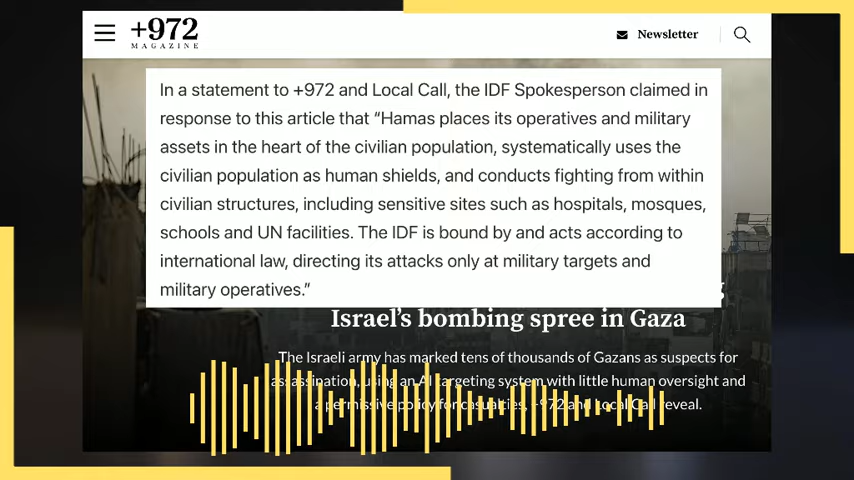 +972
MAGAZINE
Newsletter
In a statement to +972 and Local Call, the IDF Spokesperson claimed in
response to this article that “Hamas places its operatives and military
assets in the heart of the civilian population, systematically uses the
civilian population as human shields, and conducts fighting from within
civilian structures, including sensitive sites such as hospitals, mosques,
schools and UN facilities. The IDF is bound by and acts according to
international law, directing its attacks only at military targets and
military operatives.”
Israel’s bombing spree in Gaza
The Israeli army has marked tens of thousands of Gazans as suspects for
assassination, using an AI targeting system with little human oversight and
a permissive policy for casualties, +972 and Local Call reveal.